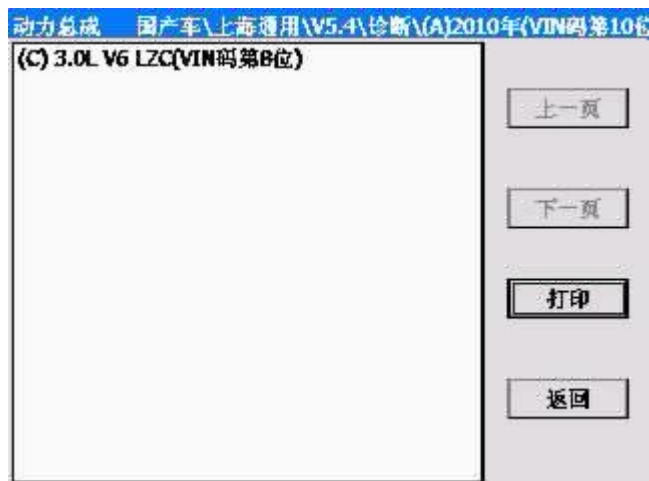 动力总成 国产车\上海通用\V5.4\诊断\(A)2010年(VIN码第10位
(C) 3.0L V6 LZC(VIN码第8位)
上一页
下一页
打印
返回